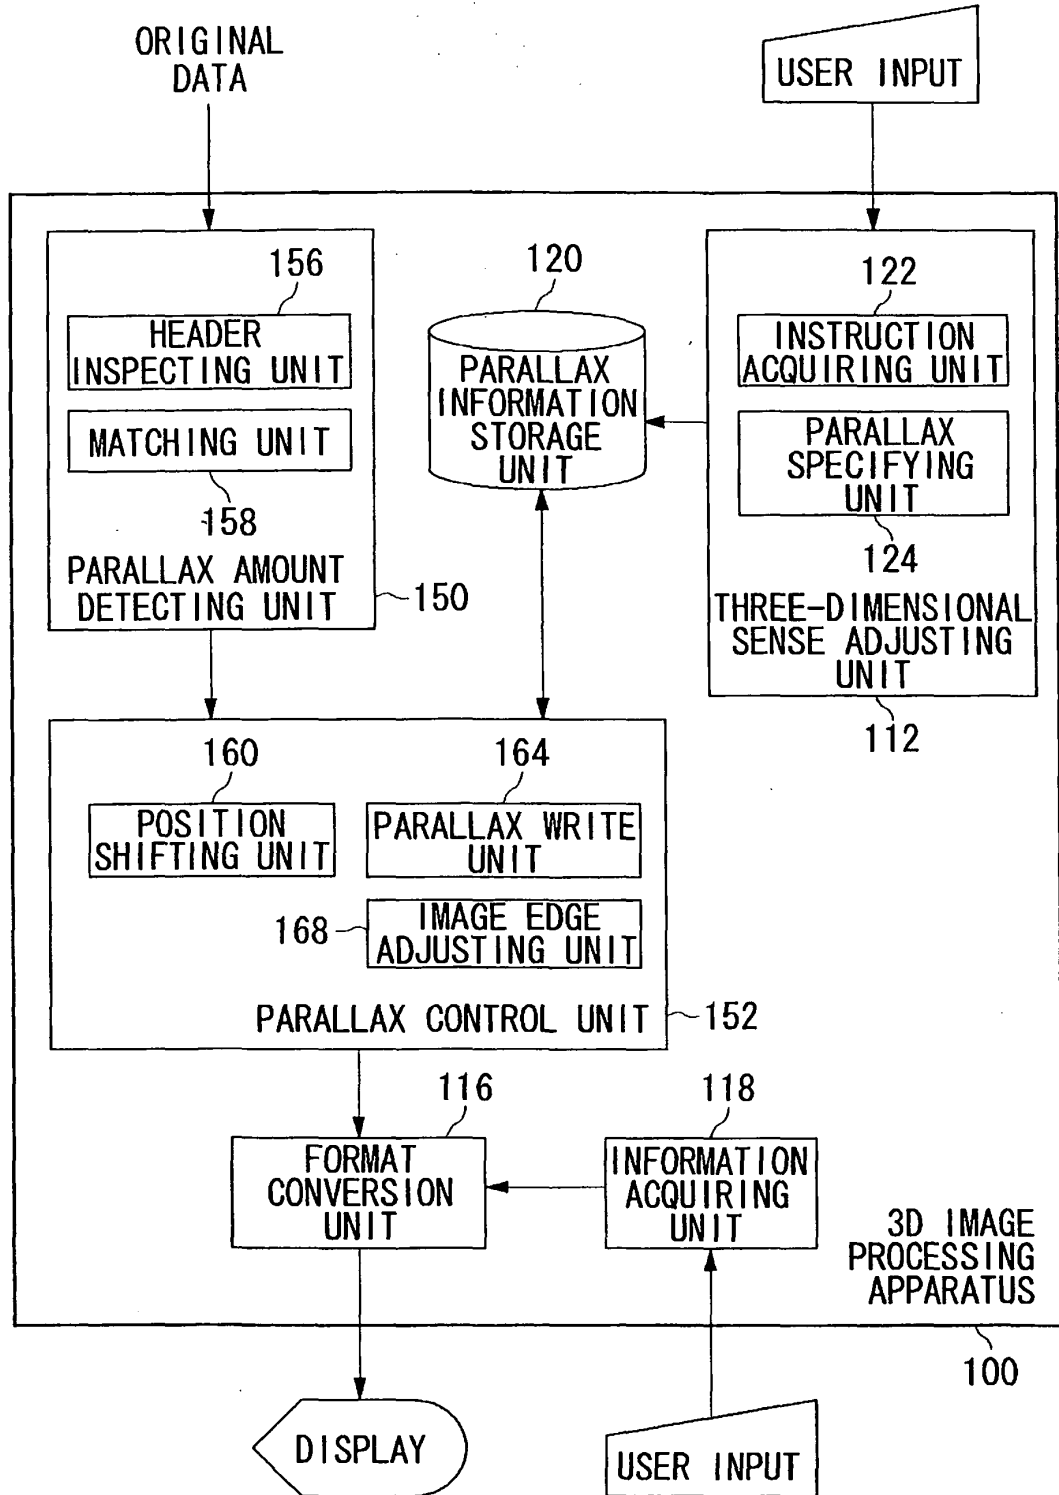 ORIGINAL
DATA
USER INPUT
156
HEADER
INSPECTING UNIT
MATCHING UNIT
158
PARALLAX AMOUNT
DETECTING UNIT
150
120
PARALLAX
INFORMATION
STORAGE
UNIT
122
INSTRUCTION
ACQUIRING UNIT
PARALLAX
SPECIFYING
UNIT
124
THREE-DIMENSIONAL
SENSE ADJUSTING
UNIT
112
160
POSITION
SHIFTING UNIT
164
PARALLAX WRITE
UNIT
168
IMAGE EDGE
ADJUSTING UNIT
PARALLAX CONTROL UNIT
152
116
FORMAT
CONVERSION
UNIT
118
INFORMATION
ACQUIRING
UNIT
3D IMAGE
PROCESSING
APPARATUS
100
DISPLAY
USER INPUT